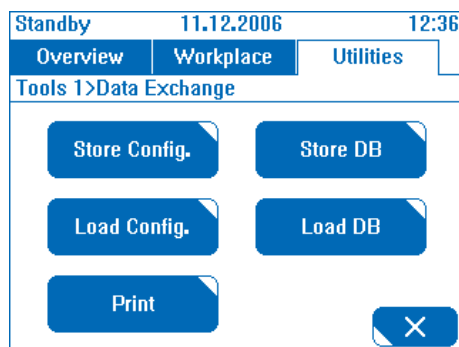 Standby 11.12.2006 12:36
Overview Workplace Utilities
Tools 1>Data Exchange
Store Config. Store DB
Load Config. Load DB
Print